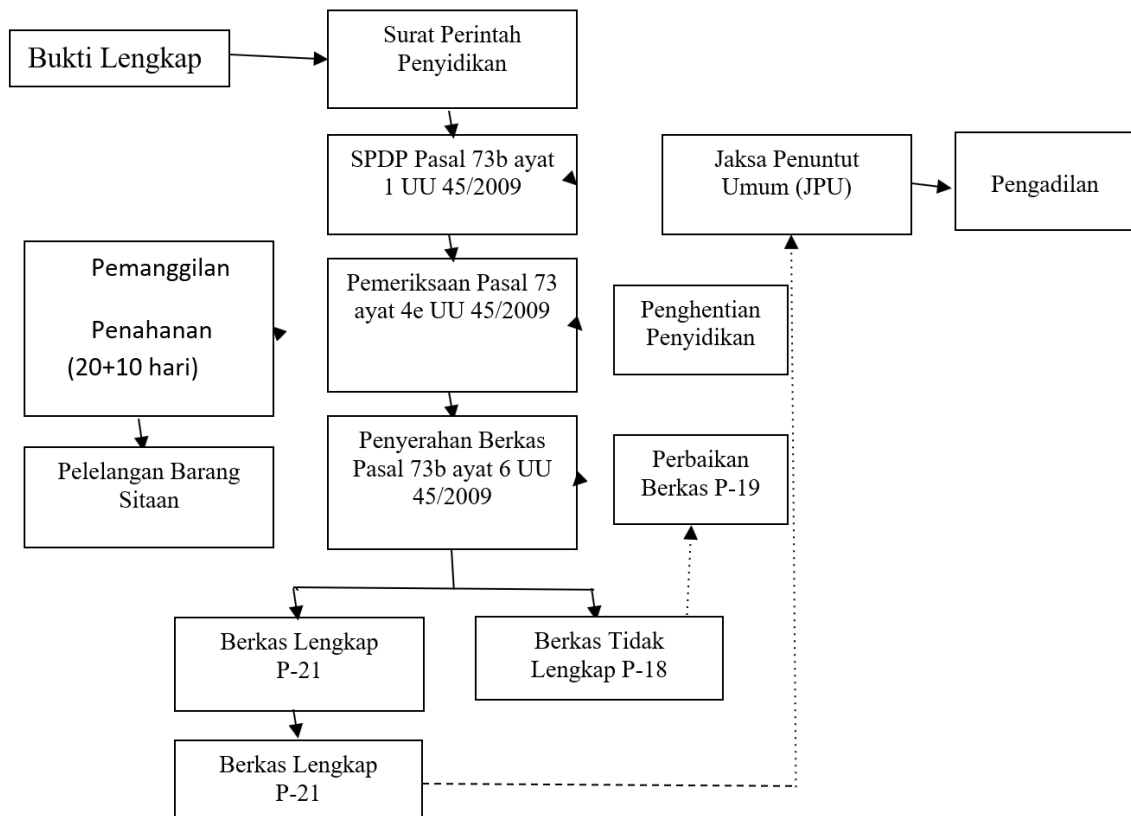 Bukti Lengkap
Surat Perintah
Penyidikan
SPDP Pasal 73b ayat
1 UU 45/2009
Jaksa Penuntut
Umum (JPU)
Pengadilan
Pemanggilan
Penahanan
(20+10 hari)
Pemeriksaan Pasal 73
ayat 4e UU 45/2009
Penghentian
Penyidikan
Pelelangan Barang
Sitaan
Penyerahan Berkas
Pasal 73b ayat 6 UU
45/2009
Perbaikan
Berkas P-19
Berkas Lengkap
P-21
Berkas Tidak
Lengkap P-18
Berkas Lengkap
P-21